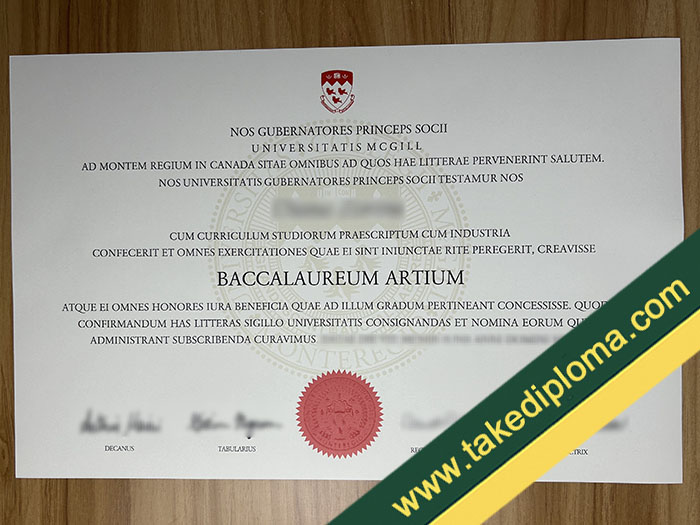 NOS GUBERNATORES PRINCEPS SOCII
UNIVERSITATIS MCGILL
AD MONTEM REGIUM IN CANADA SITAE OMNIBUS AD QUOS HAE LITTERAE PERVENERINT SALUTEM.
NOS UNIVERSITATIS GUBERNATORES PRINCEPS SOCII TESTAMUR NOS
CUM CURRICULUM STUDIORUM PRAESCRIPTUM CUM INDUSTRIA
CONFECERIT ET OMNES EXERCITATIONES QUAE EI SINT INIUNCTAE RITE PEREGERIT, CREAVISSE
BACCALAUREUM ARTIUM
ATQUE EI OMNES HONORES IURA BENEFICIA QUAE AD ILLUM GRADUM PERTINEANT CONCESSISSE.
CONFIRMANDUM HAS LITTERAS SIGILLO UNIVERSITATIS CONSIGNANDAS ET NOMINA EORUM
ADMINISTRANT SUBSCRIBENDA CURAVIMUS
DECANUS
TABULARIUS
www.takediploma.com